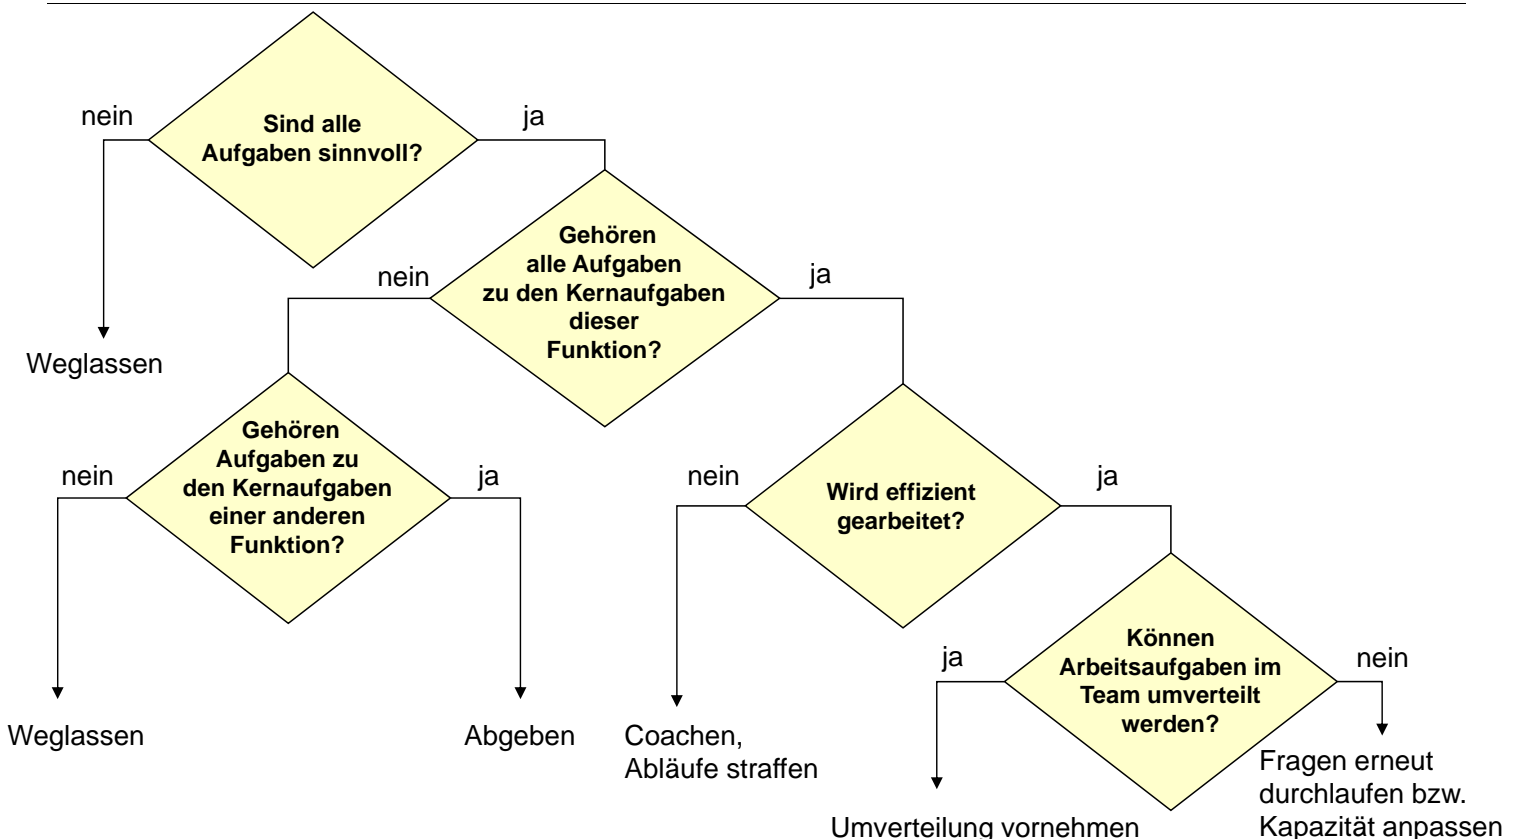 nein
Sind alle
Aufgaben sinnvoll?
ja
Gehören
alle Aufgaben
zu den Kernaufgaben
dieser
Funktion?
nein
ja
Weglassen
Gehören
Aufgaben zu
den Kernaufgaben
einer anderen
Funktion?
nein
ja
Wird effizient
gearbeitet?
nein
ja
Können
Arbeitsaufgaben im
Team umverteilt
werden?
ja
nein
Weglassen
Abgeben
Coachen,
Abläufe straffen
Umverteilung vornehmen
Fragen erneut
durchlaufen bzw.
Kapazität anpassen